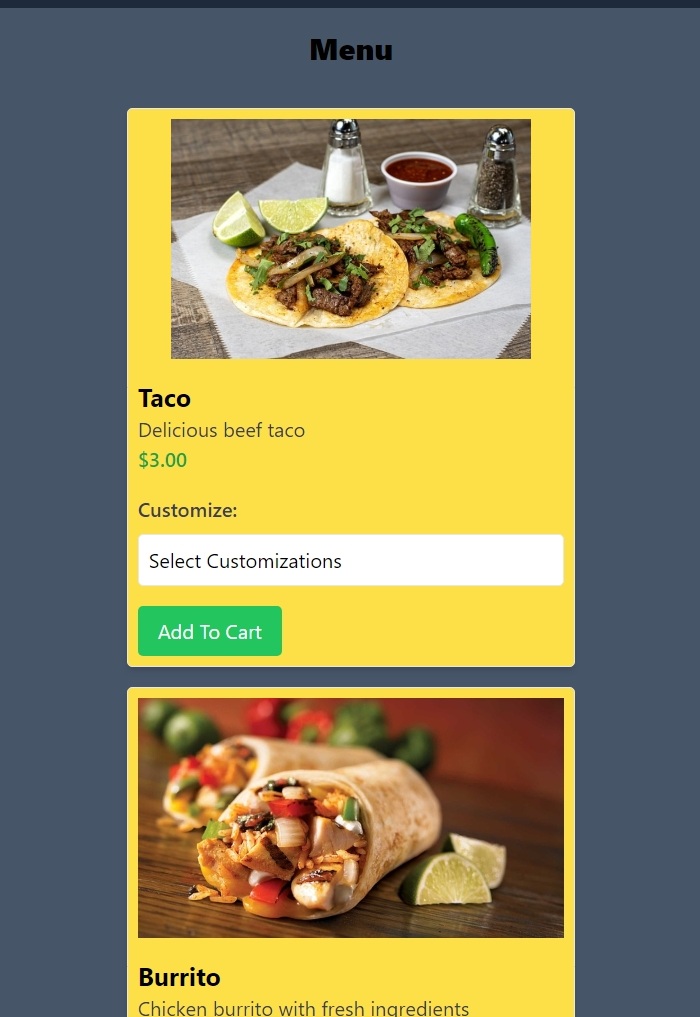 Menu
Taco
Delicious beef taco
$3.00
Customize:
Select Customizations
Add To Cart
Burrito
Chicken burrito with fresh ingredients